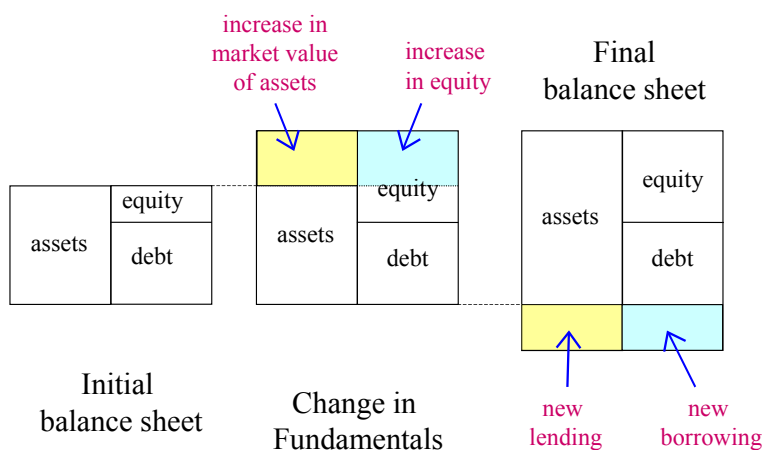 increase in
market value
of assets
increase
in equity
Final
balance sheet
assets
equity
debt
assets
equity
debt
assets
equity
debt
Initial
balance sheet
Change in
Fundamentals
new
lending
new
borrowing